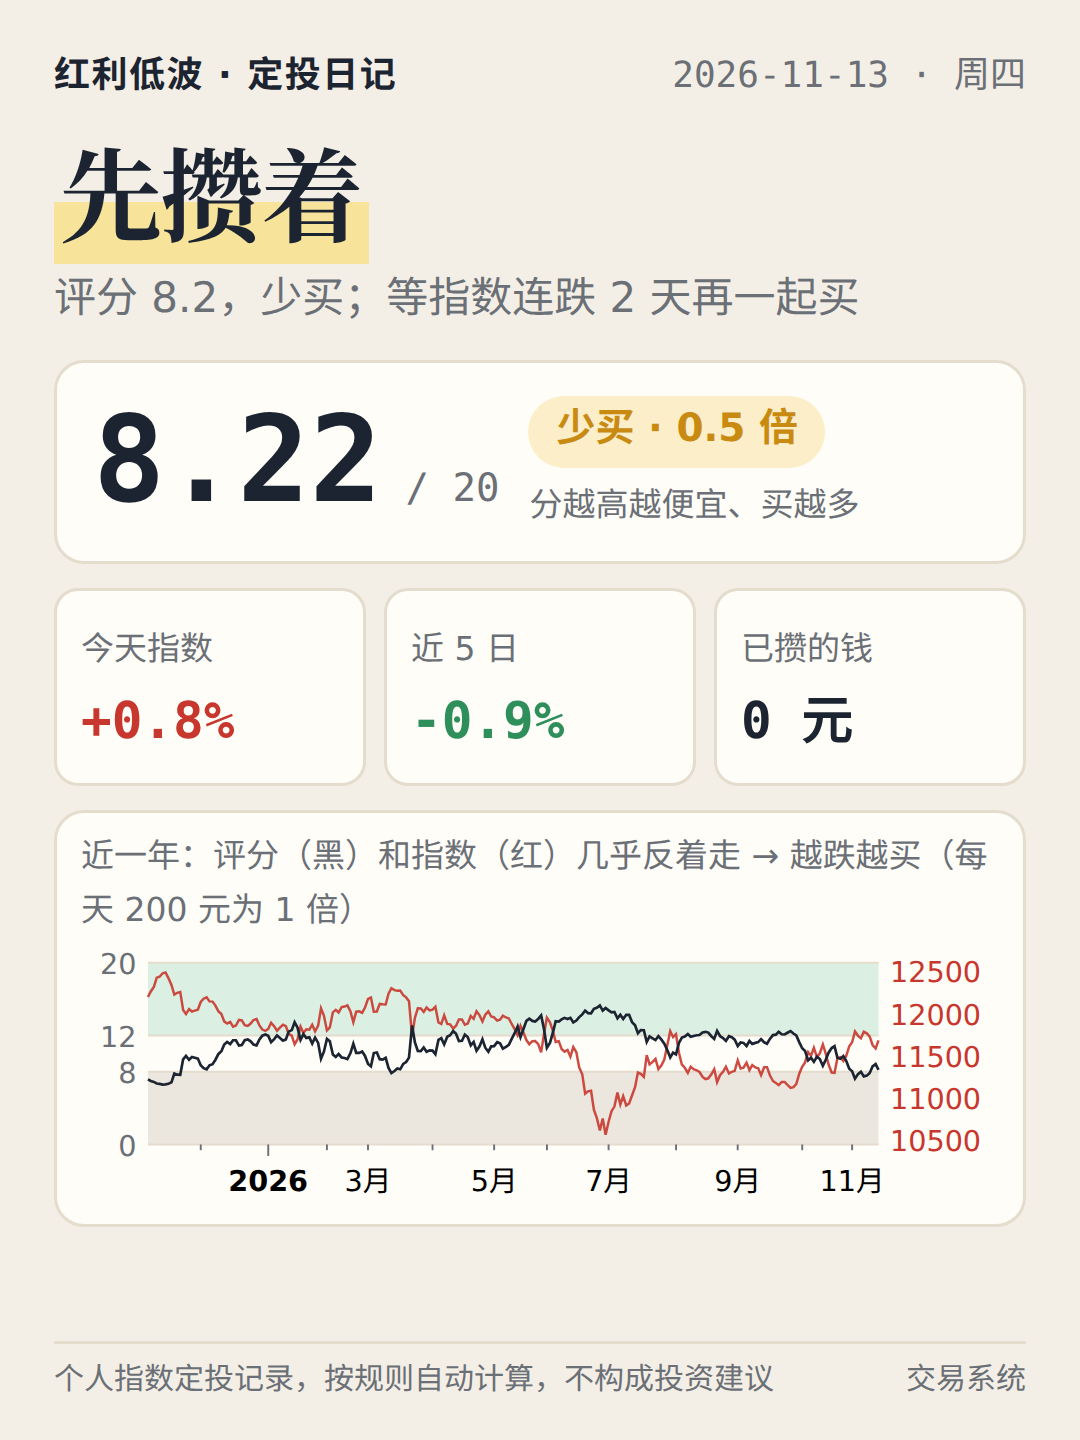 红利低波 · 定投日记
2026-11-13 · 周四
先攒着
评分 8.2，少买；等指数连跌 2 天再一起买
8.22 / 20
少买 · 0.5 倍
分越高越便宜、买越多
今天指数
+0.8%
近 5 日
-0.9%
已攒的钱
0 元
近一年：评分（黑）和指数（红）几乎反着走 → 越跌越买（每
天 200 元为 1 倍）
20
12
8
0
12500
12000
11500
11000
10500
2026 3月 5月 7月 9月 11月
个人指数定投记录，按规则自动计算，不构成投资建议
交易系统